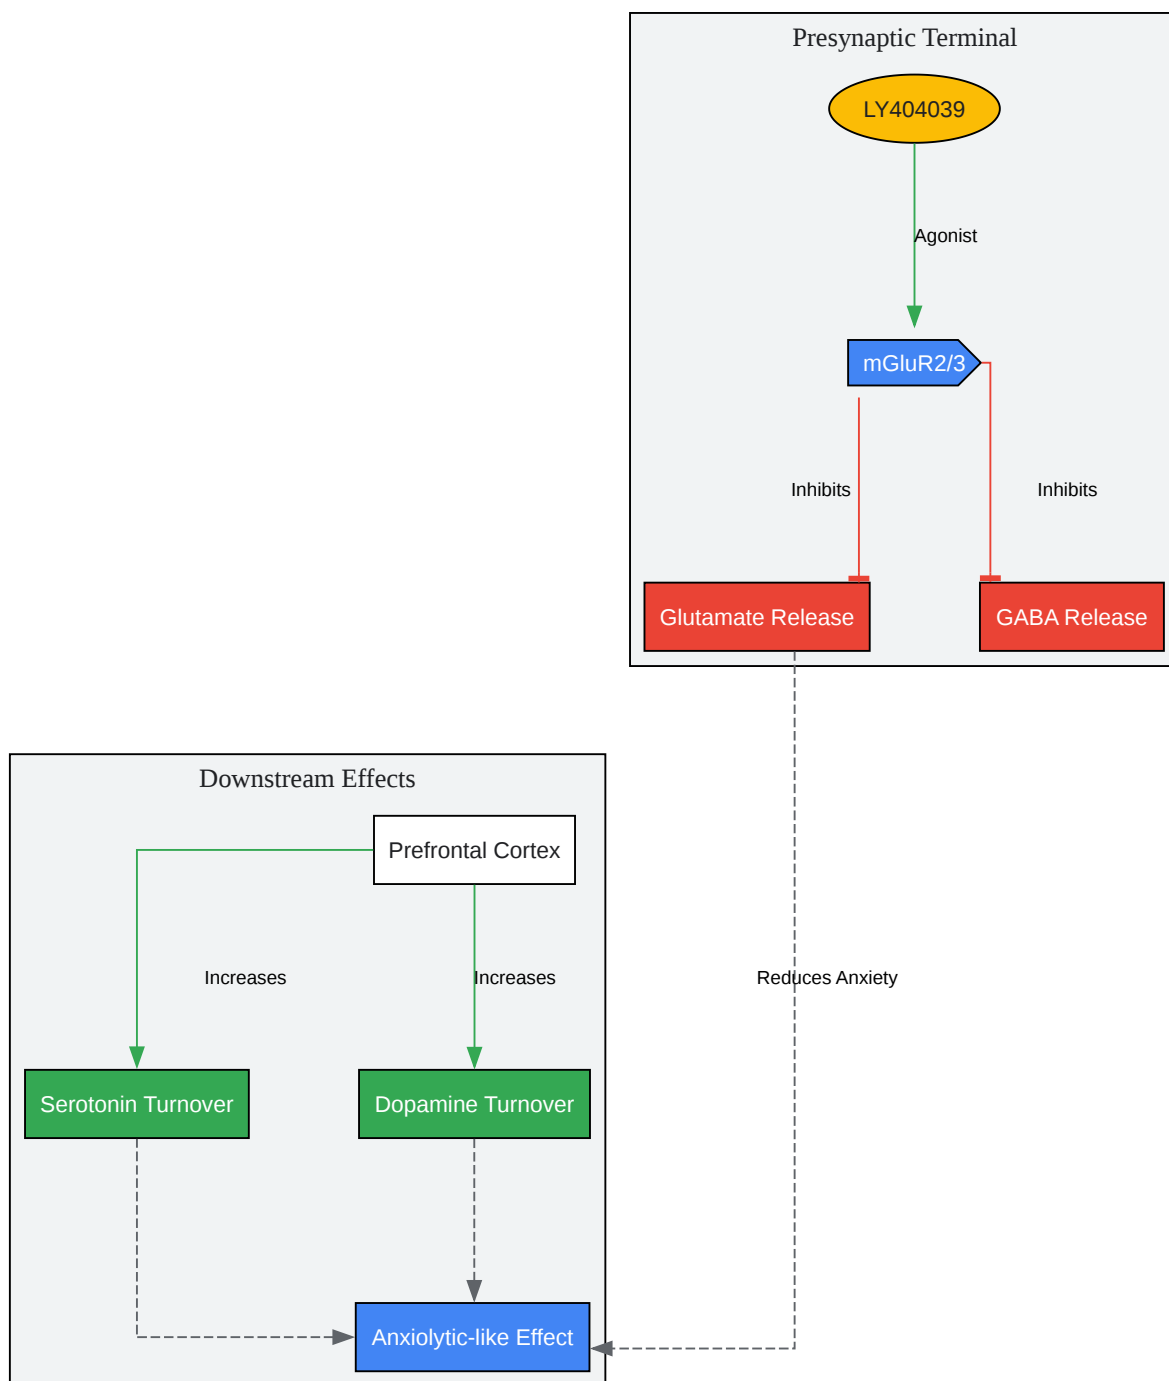 Presynaptic Terminal
LY404039
Agonist
mGluR2/3
Inhibits
Inhibits
Glutamate Release
GABA Release
Downstream Effects
Prefrontal Cortex
Increases
Increases
Reduces Anxiety
Serotonin Turnover
Dopamine Turnover
Anxiolytic-like Effect